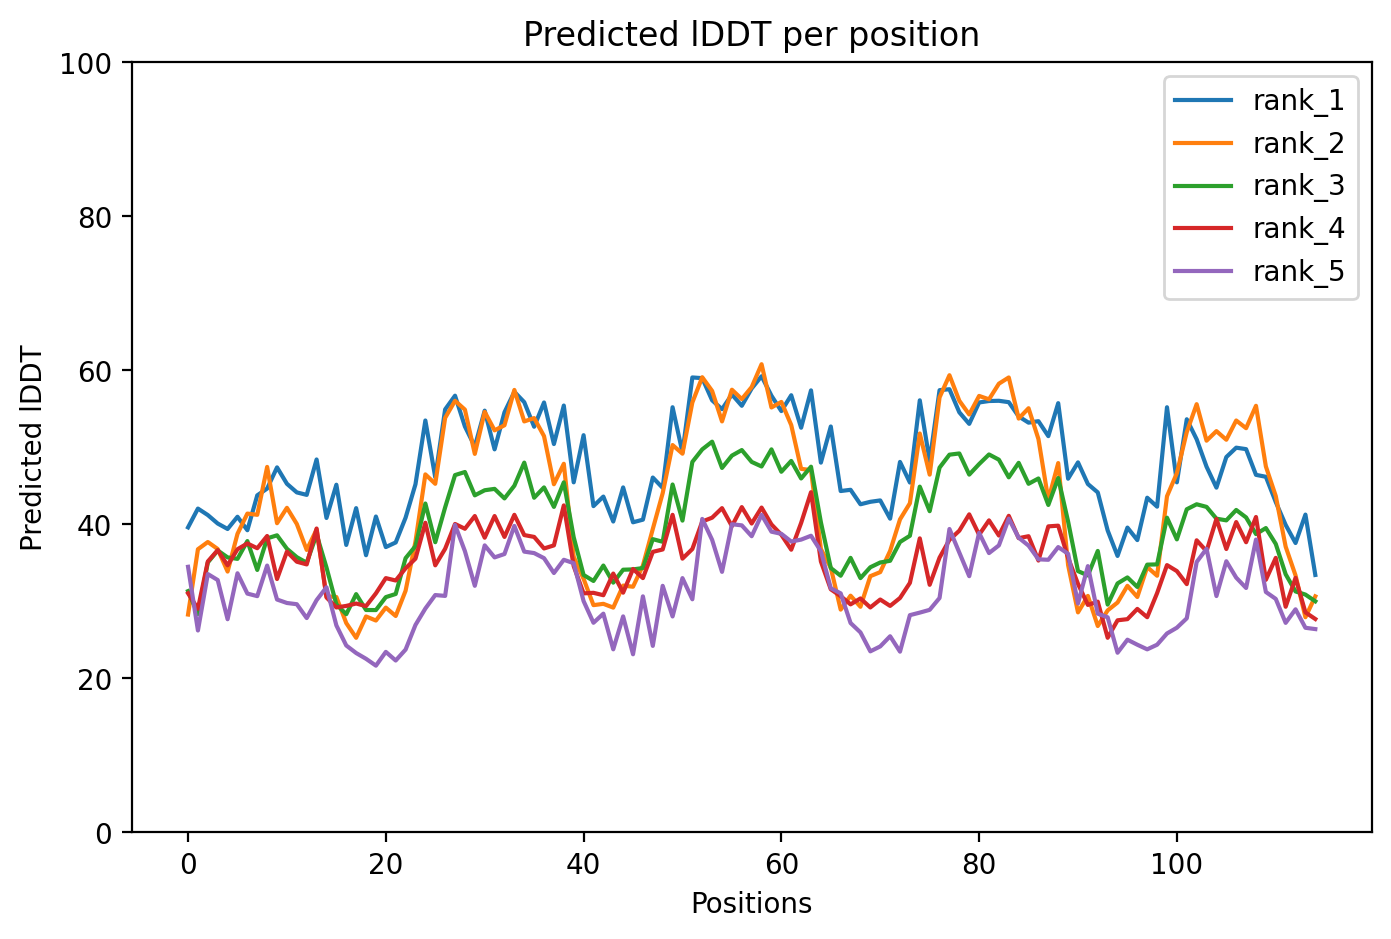 Predicted lDDT per position
100
80
60
40
20
0
Predicted lDDT
0 20 40 60 80 100
Positions
rank_1
rank_2
rank_3
rank_4
rank_5